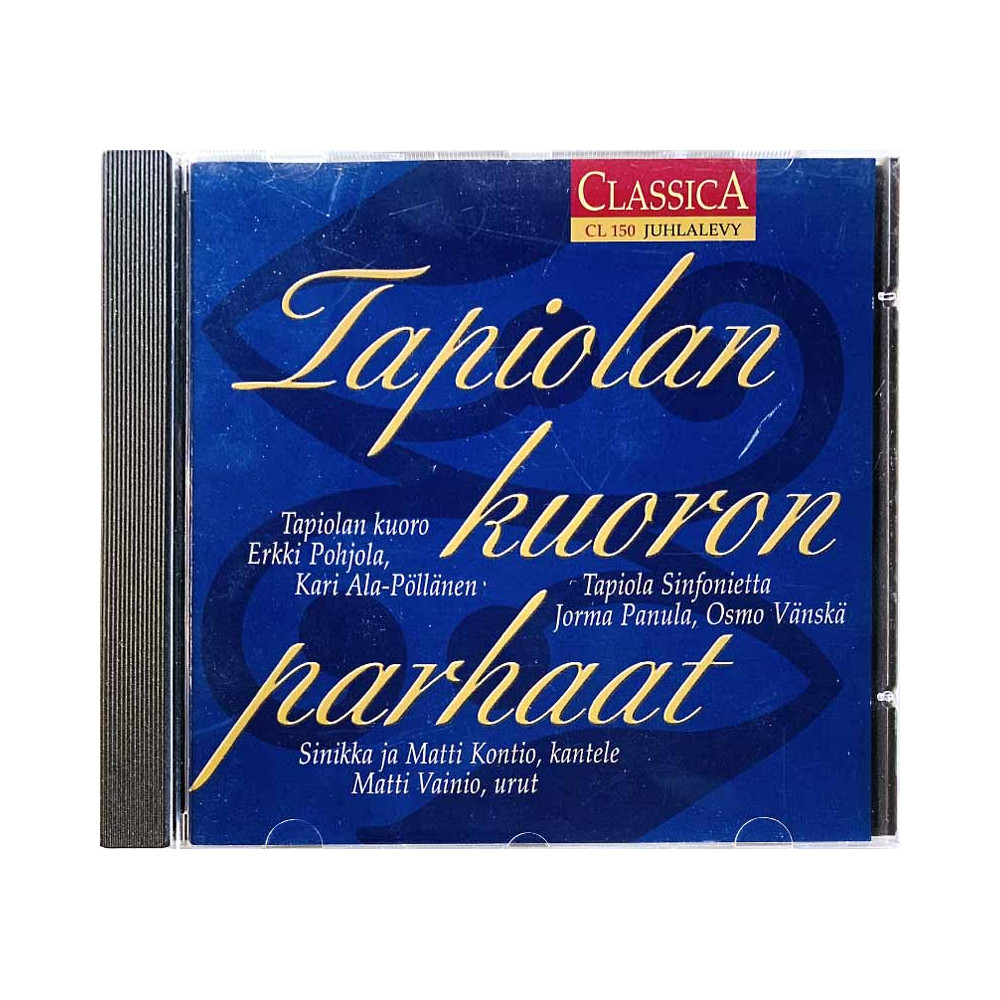 CLASSICA
CL 150 JUHLALEVY
Tapiolan
kuoron
Tapiolan kuoro
Erkki Pohjola,
Kari Ala-Pöllänen
Tapiola Sinfonietta
Jorma Panula, Osmo Vänskä
parhaat
Sinikka ja Matti Kontio, kantele
Matti Vainio, urut